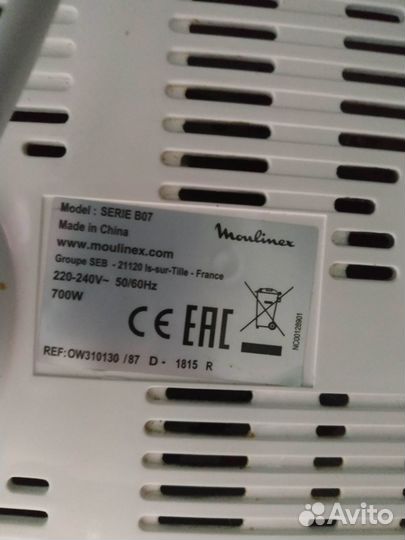 Model : SERIE B07
Made in China
www.moulinex.com
Moulinex
Groupe SEB - 21120 Is-sur-Tille - France
220-240V~ 50/60Hz
700W
CE EAC
NC00128901
REF:OW310130 /87 D - 1815 R
Avito